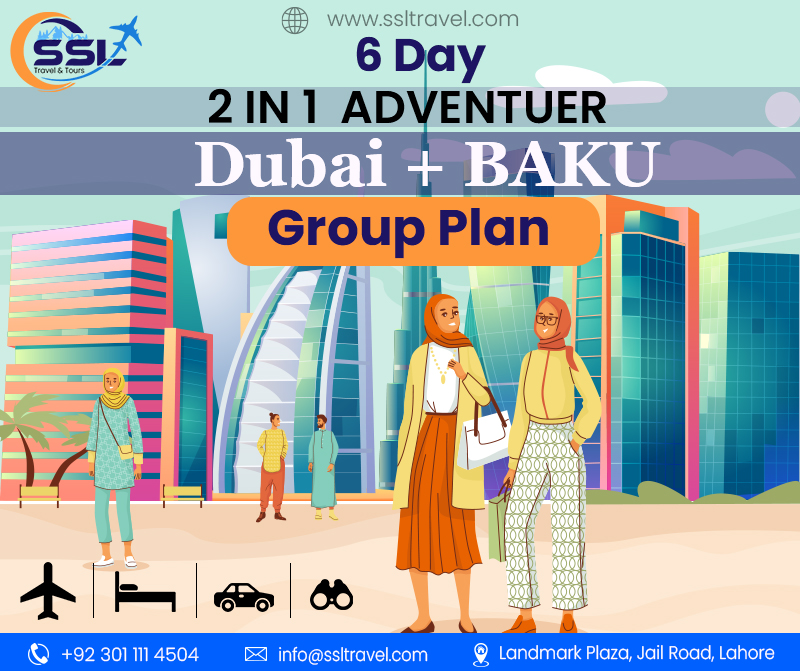 www.ssltravel.com
SSL
Travel & Tours
6 Day
2 IN 1 ADVENTUER
Dubai + BAKU
Group Plan
+92 301 111 4504
info@ssltravel.com
Landmark Plaza, Jail Road, Lahore